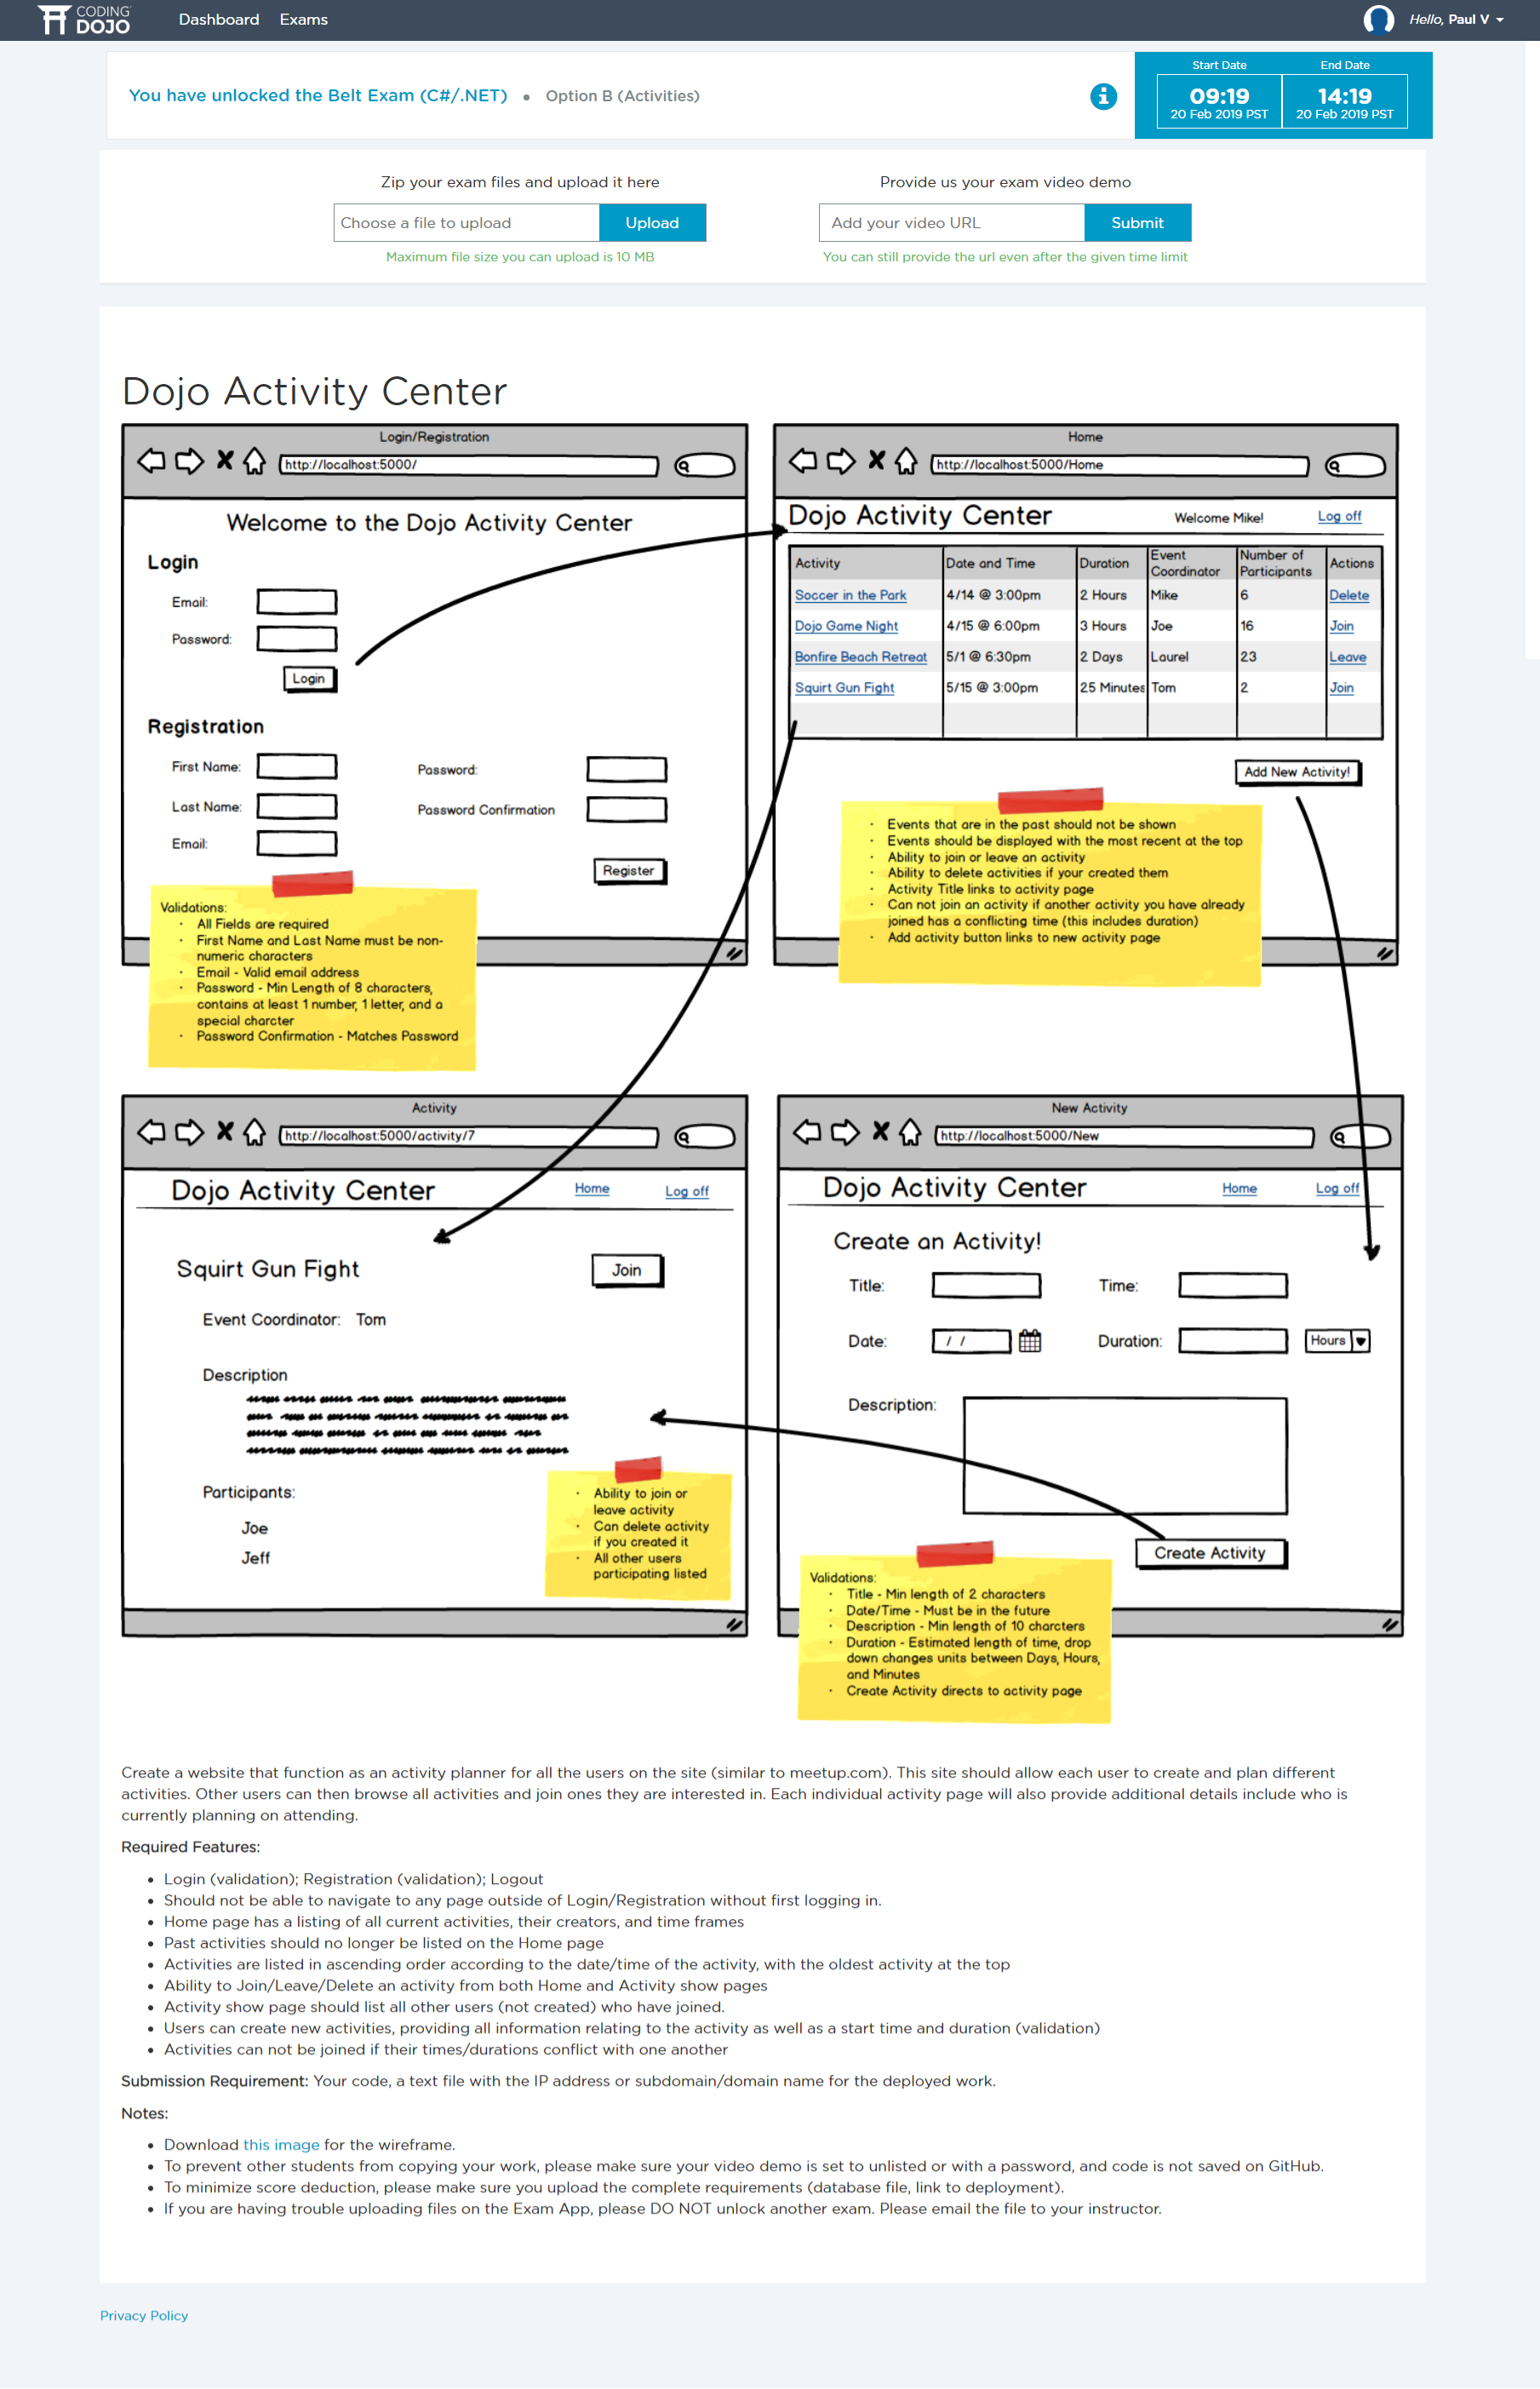 CODING DOJO
Dashboard Exams
Hello, Paul V
You have unlocked the Belt Exam (C#/.NET) • Option B (Activities)
Start Date
End Date
09:19
14:19
20 Feb 2019 PST
20 Feb 2019 PST
Zip your exam files and upload it here
Choose a file to upload
Upload
Maximum file size you can upload is 10 MB
Provide us your exam video demo
Add your video URL
Submit
You can still provide the url even after the given time limit
Dojo Activity Center
Login/Registration
http://localhost:5000/
Welcome to the Dojo Activity Center
Login
Email:
Password:
Login
Registration
First Name:
Password:
Last Name:
Password Confirmation
Email:
Register
Validations:
· All Fields are required
· First Name and Last Name must be non-
numeric characters
· Email - Valid email address
· Password - Min Length of 8 characters,
contains at least 1 number, 1 letter, and a
special charcter
· Password Confirmation - Matches Password
Home
http://localhost:5000/Home
Dojo Activity Center
Welcome Mike!
Log off
Activity Date and Time Duration Event Coordinator Number of Participants Actions
Soccer in the Park 4/14 @ 3:00pm 2 Hours Mike 6 Delete
Dojo Game Night 4/15 @ 6:00pm 3 Hours Joe 16 Join
Bonfire Beach Retreat 5/1 @ 6:30pm 2 Days Laurel 23 Leave
Squirt Gun Fight 5/15 @ 3:00pm 25 Minutes Tom 2 Join
Add New Activity!
· Events that are in the past should not be shown
· Events should be displayed with the most recent at the top
· Ability to join or leave an activity
· Ability to delete activities if your created them
· Activity Title links to activity page
· Can not join an activity if another activity you have already
joined has a conflicting time (this includes duration)
· Add activity button links to new activity page
Activity
http://localhost:5000/activity/7
Dojo Activity Center
Home
Log off
Squirt Gun Fight
Join
Event Coordinator: Tom
Description
Participants:
Joe
Jeff
· Ability to join or
leave activity
· Can delete activity
if you created it
· All other users
participating listed
New Activity
http://localhost:5000/New
Dojo Activity Center
Home
Log off
Create an Activity!
Title:
Time:
Date:
/ /
Duration:
Hours
Description:
Create Activity
Validations:
· Title - Min length of 2 characters
· Date/Time - Must be in the future
· Description - Min length of 10 charcters
· Duration - Estimated length of time, drop
down changes units between Days, Hours,
and Minutes
· Create Activity directs to activity page
Create a website that function as an activity planner for all the users on the site (similar to meetup.com). This site should allow each user to create and plan different
activities. Other users can then browse all activities and join ones they are interested in. Each individual activity page will also provide additional details include who is
currently planning on attending.
Required Features:
• Login (validation); Registration (validation); Logout
• Should not be able to navigate to any page outside of Login/Registration without first logging in.
• Home page has a listing of all current activities, their creators, and time frames
• Past activities should no longer be listed on the Home page
• Activities are listed in ascending order according to the date/time of the activity, with the oldest activity at the top
• Ability to Join/Leave/Delete an activity from both Home and Activity show pages
• Activity show page should list all other users (not created) who have joined.
• Users can create new activities, providing all information relating to the activity as well as a start time and duration (validation)
• Activities can not be joined if their times/durations conflict with one another
Submission Requirement: Your code, a text file with the IP address or subdomain/domain name for the deployed work.
Notes:
• Download this image for the wireframe.
• To prevent other students from copying your work, please make sure your video demo is set to unlisted or with a password, and code is not saved on GitHub.
• To minimize score deduction, please make sure you upload the complete requirements (database file, link to deployment).
• If you are having trouble uploading files on the Exam App, please DO NOT unlock another exam. Please email the file to your instructor.
Privacy Policy